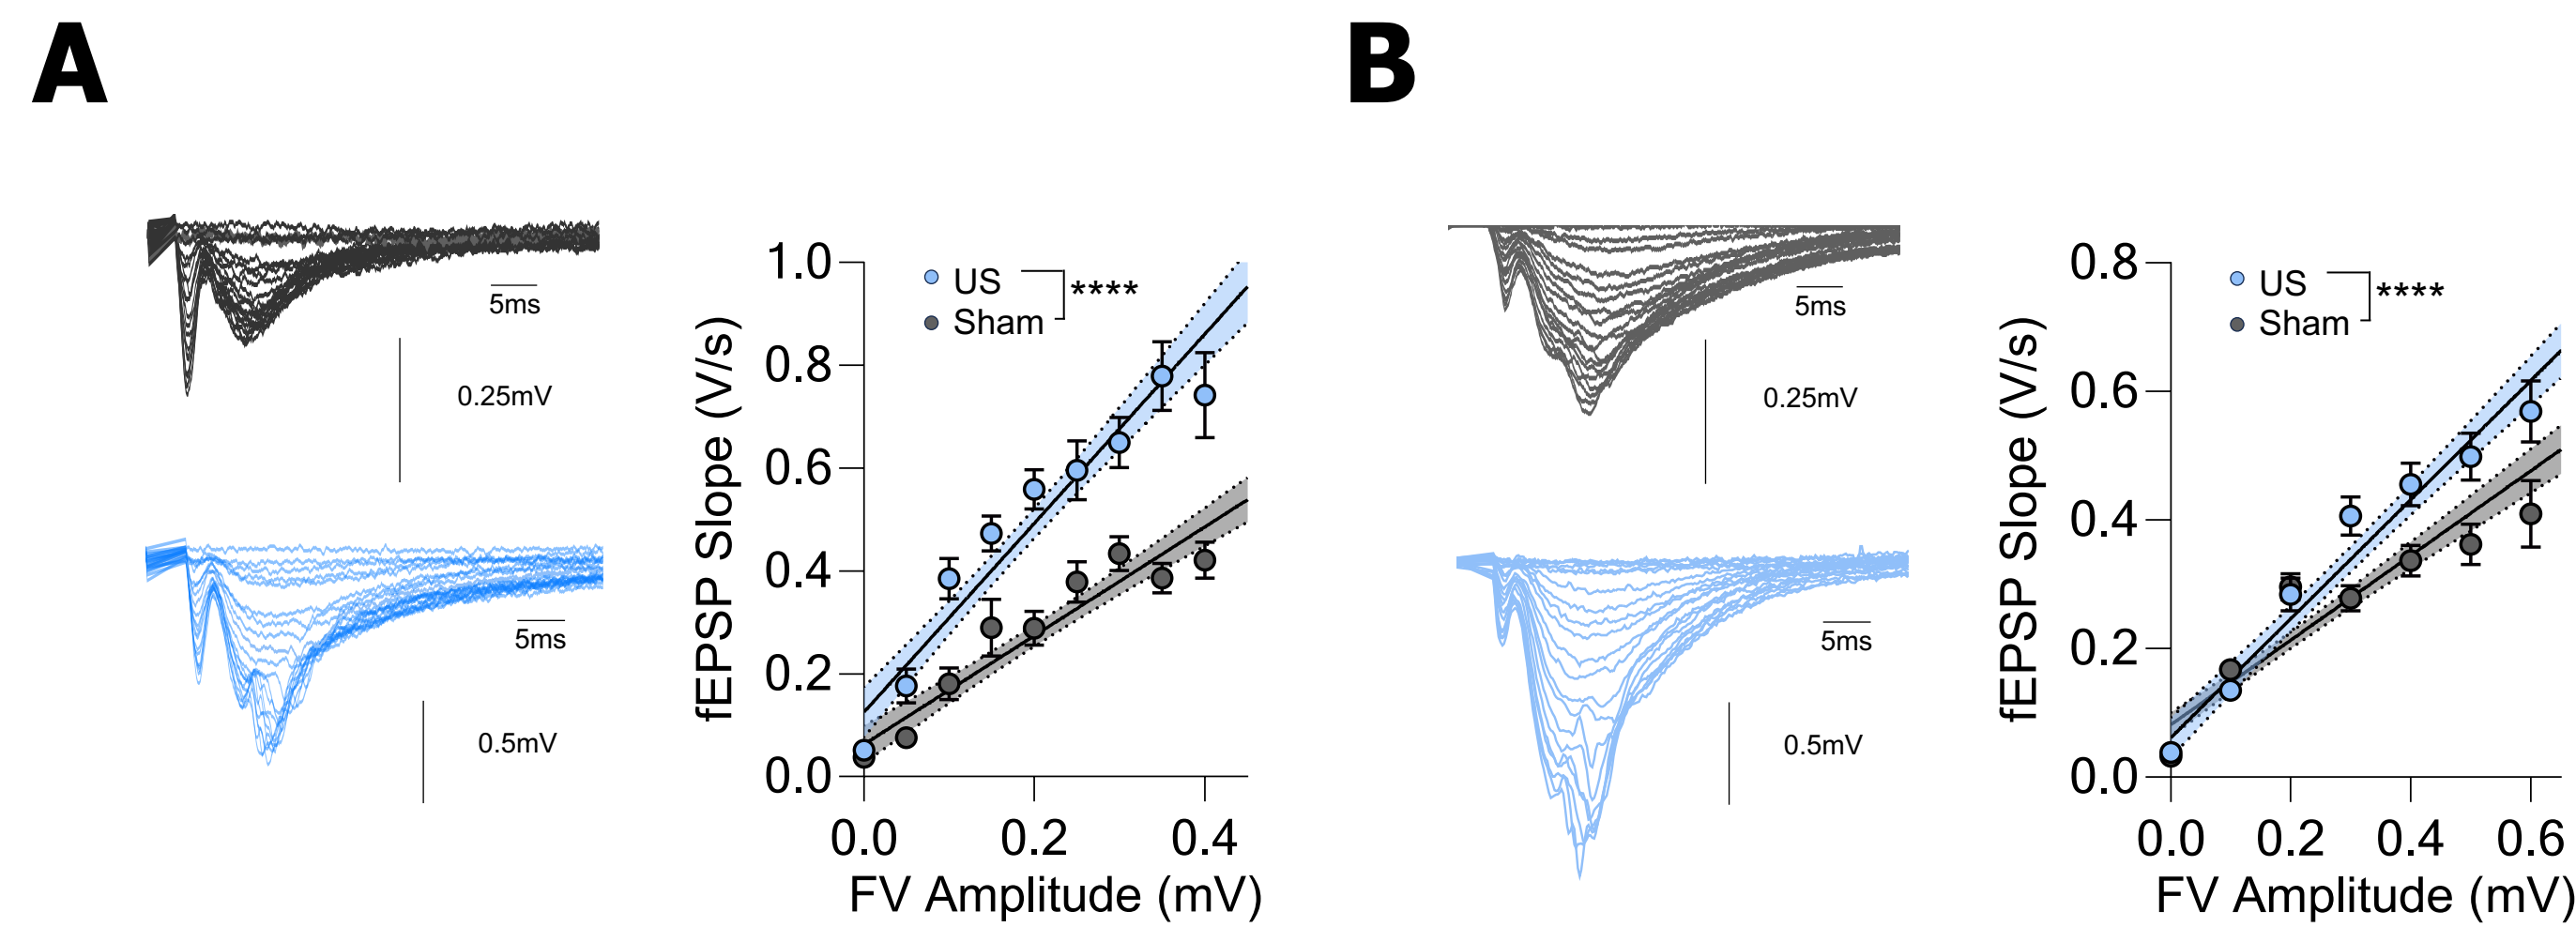 A
5ms
0.25mV
5ms
0.5mV
fEPSP Slope (V/s)
1.0
0.8
0.6
0.4
0.2
0.0
US
Sham
****
0.0 0.2 0.4
FV Amplitude (mV)
B
5ms
0.25mV
5ms
0.5mV
fEPSP Slope (V/s)
0.8
0.6
0.4
0.2
0.0
US
Sham
****
0.0 0.2 0.4 0.6
FV Amplitude (mV)